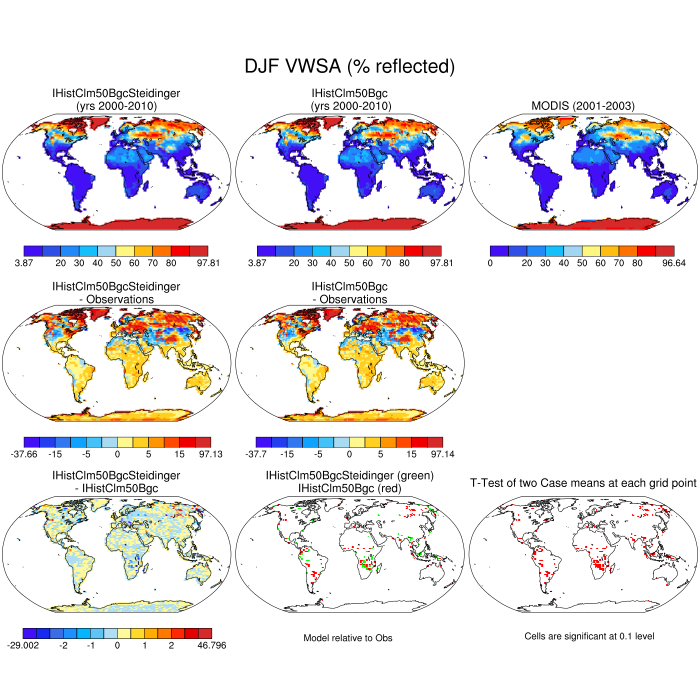 DJF VWSA (% reflected)
IHistClm50BgcSteidinger
(yrs 2000-2010)
IHistClm50Bgc
(yrs 2000-2010)
MODIS (2001-2003)
3.87 20 30 40 50 60 70 80 97.81
3.87 20 30 40 50 60 70 80 97.81
0 20 30 40 50 60 70 80 96.64
IHistClm50BgcSteidinger
- Observations
IHistClm50Bgc
- Observations
-37.66 -15 -5 0 5 15 97.13
-37.7 -15 -5 0 5 15 97.14
IHistClm50BgcSteidinger
- IHistClm50Bgc
IHistClm50BgcSteidinger (green)
IHistClm50Bgc (red)
T-Test of two Case means at each grid point
-29.002 -2 -1 0 1 2 46.796
Model relative to Obs
Cells are significant at 0.1 level